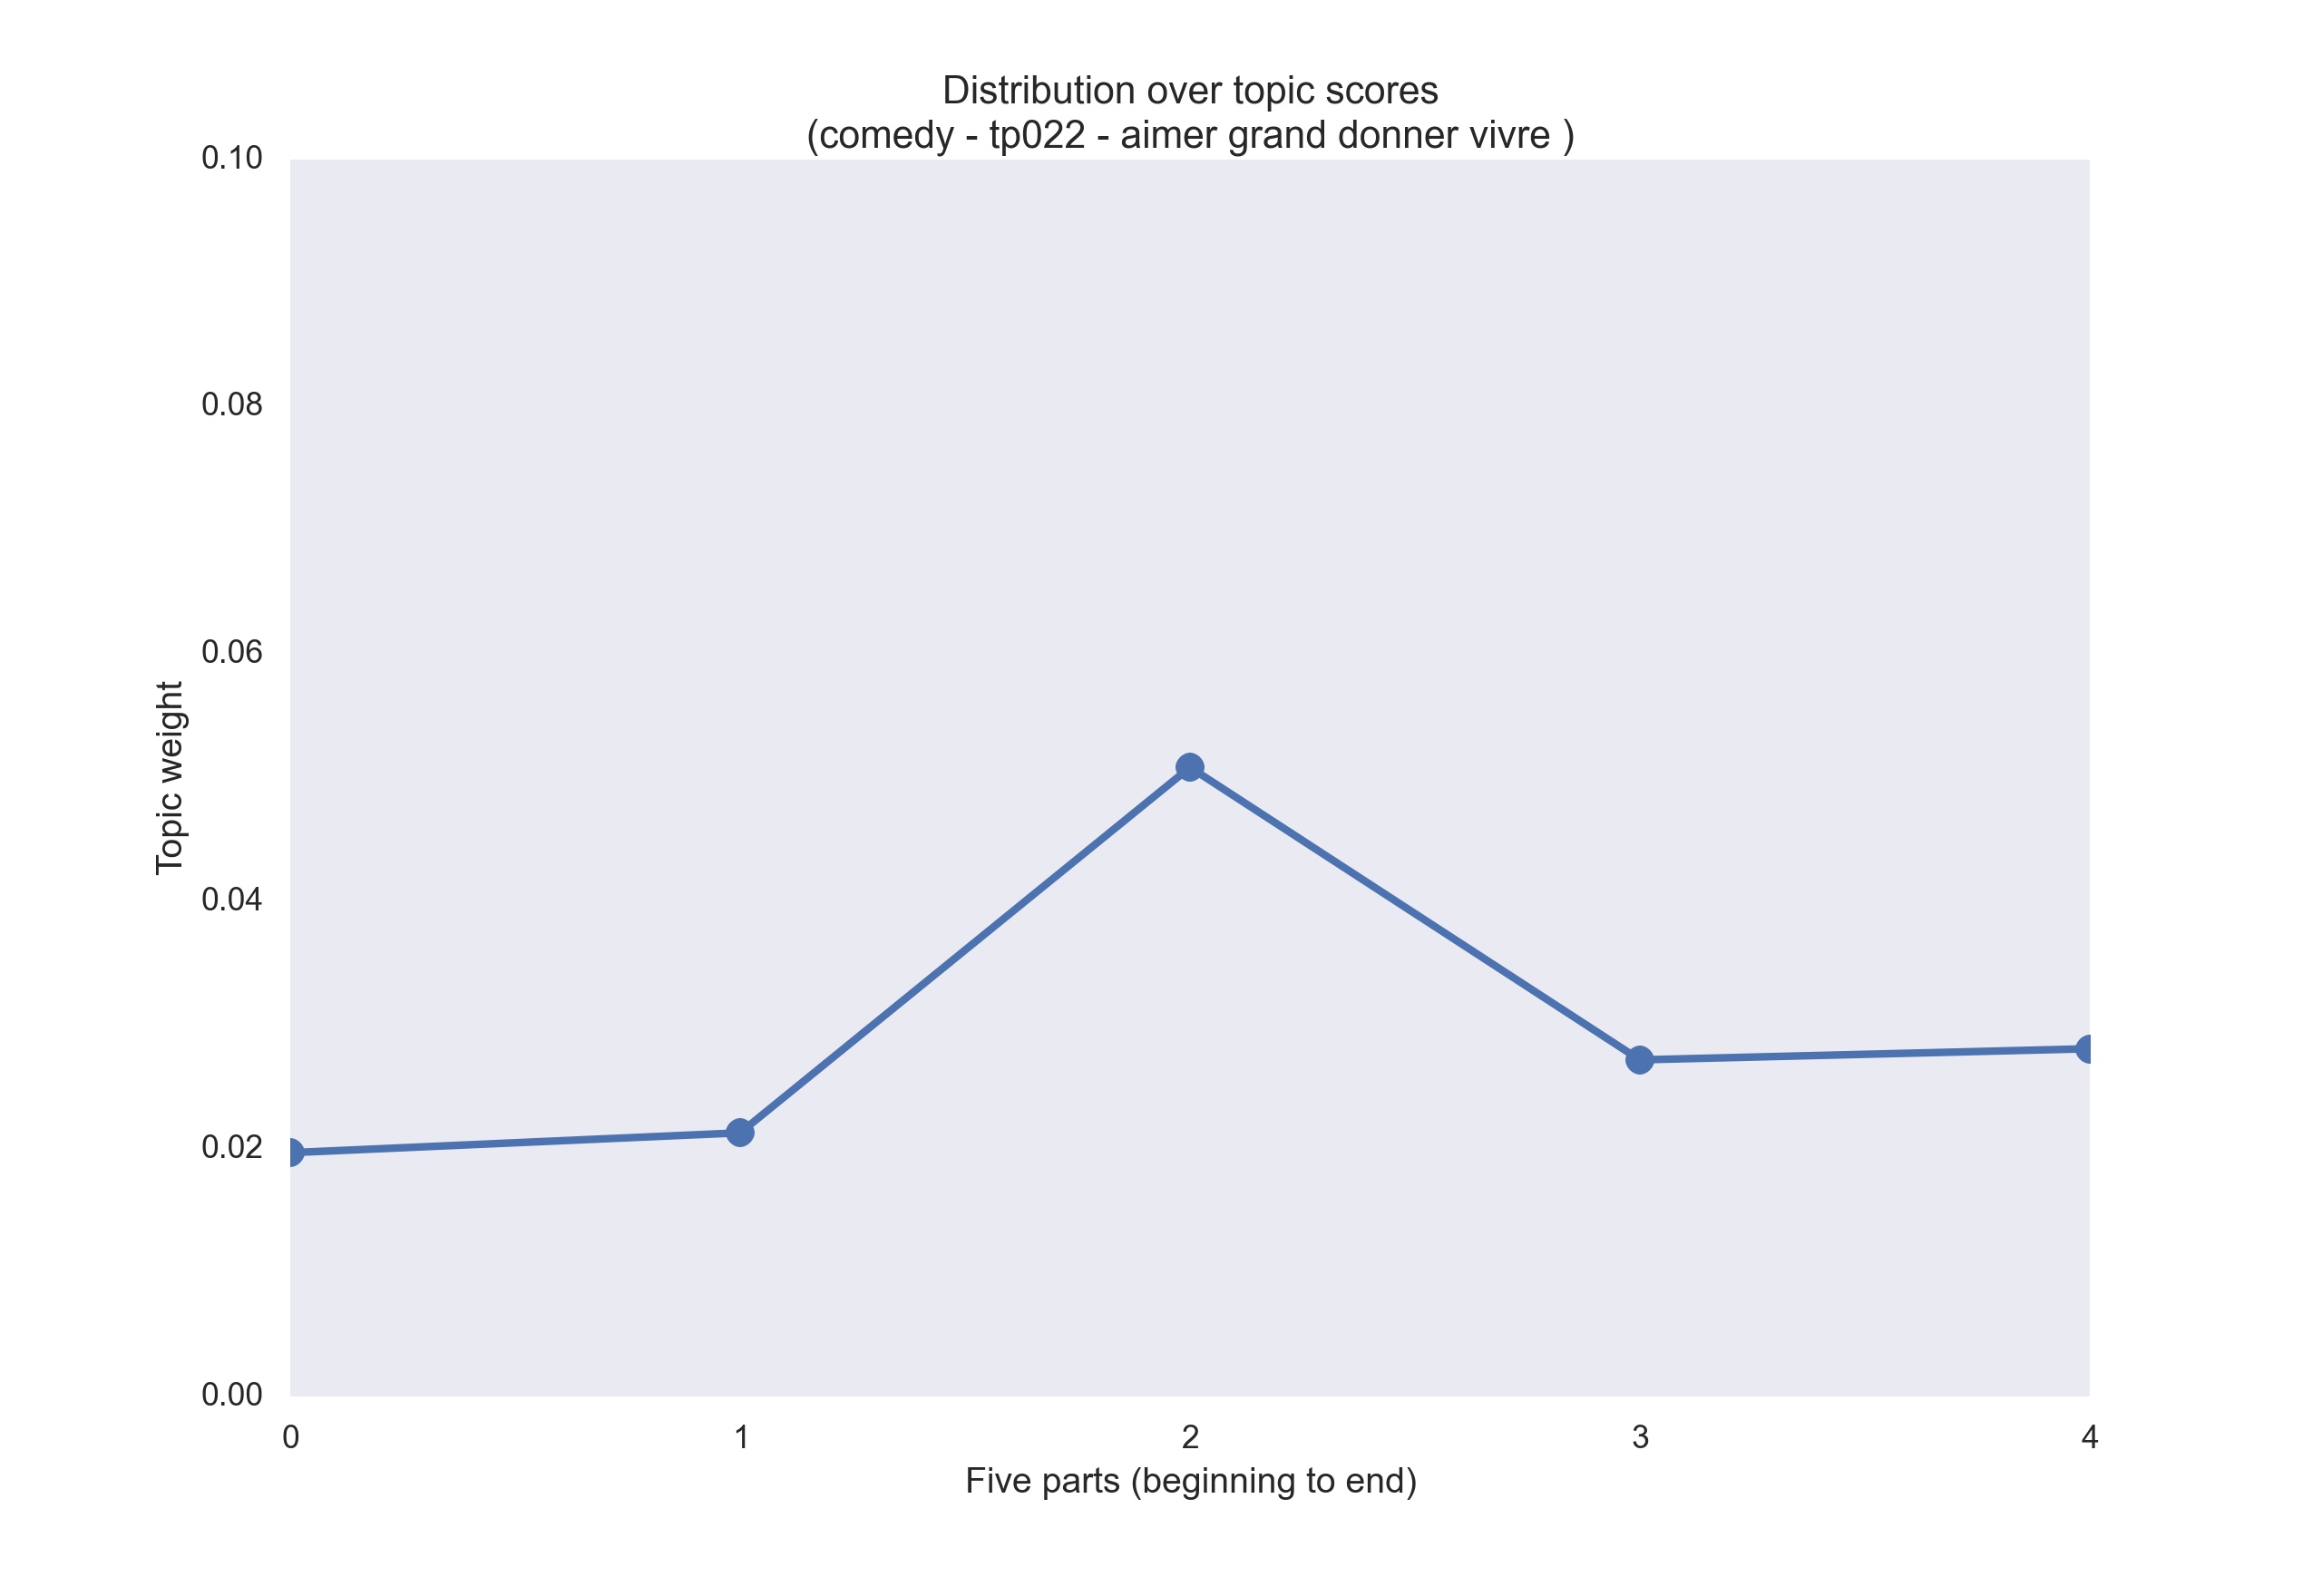 Distribution over topic scores
(comedy - tp022 - aimer grand donner vivre )
0.10
0.08
0.06
0.04
0.02
0.00
Topic weight
0 1 2 3 4
Five parts (beginning to end)